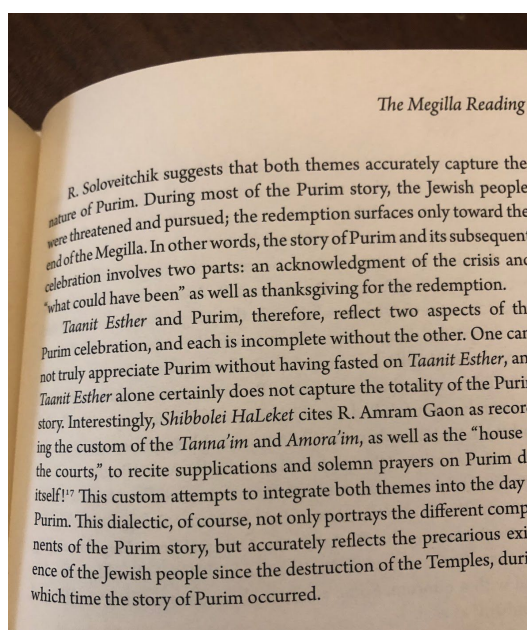 The Megilla Reading
R. Soloveitchik suggests that both themes accurately capture the
nature of Purim. During most of the Purim story, the Jewish people
were threatened and pursued; the redemption surfaces only toward the
end of the Megilla. In other words, the story of Purim and its subsequent
celebration involves two parts: an acknowledgment of the crisis and
“what could have been” as well as thanksgiving for the redemption.
Taanit Esther and Purim, therefore, reflect two aspects of th
Purim celebration, and each is incomplete without the other. One can
not truly appreciate Purim without having fasted on Taanit Esther, an
Taanit Esther alone certainly does not capture the totality of the Puri
story. Interestingly, Shibbolei HaLeket cites R. Amram Gaon as recor
ing the custom of the Tanna’im and Amora’im, as well as the “house
the courts,” to recite supplications and solemn prayers on Purim d
itself!17 This custom attempts to integrate both themes into the day
Purim. This dialectic, of course, not only portrays the different comp
nents of the Purim story, but accurately reflects the precarious exi
ence of the Jewish people since the destruction of the Temples, duri
which time the story of Purim occurred.